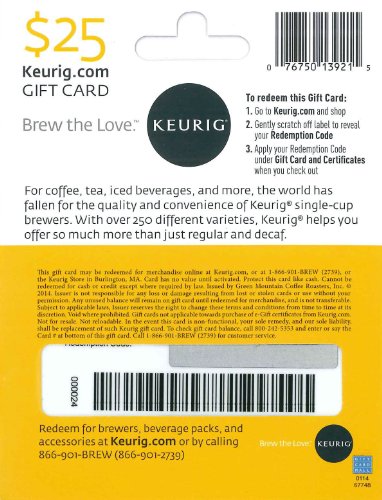 $25
Keurig.com
GIFT CARD
0 76750 13921 5
Brew the Love.™
KEURIG®
To redeem this Gift Card:
1. Go to Keurig.com and shop
2. Gently scratch off label to reveal
your Redemption Code
3. Apply your Redemption Code
under Gift Card and Certificates
when you check out
For coffee, tea, iced beverages, and more, the world has
fallen for the quality and convenience of Keurig® single-cup
brewers. With over 250 different varieties, Keurig® helps you
offer so much more than just regular and decaf.
This gift card may be redeemed for merchandise online at Keurig.com, or at 1-866-901-BREW (2739), or
the Keurig Store in Burlington, MA. Card has no value until activated. Protect this card like cash. Cannot be
redeemed for cash or credit except where required by law. Issued by Green Mountain Coffee Roasters, Inc. ©
2014. Issuer is not responsible for any loss or damage resulting from lost or stolen cards or use without
permission. Any unused balance will remain on gift card until redeemed for merchandise, and is not transferable.
Subject to applicable laws, Issuer reserves the right to change these terms and conditions from time to time at its
discretion. Void where prohibited. Gift cards not applicable towards purchase of e-Gift certificates from Keurig.com.
Not for resale. Not reloadable. In the event this card is non-functional, your sole remedy, and our sole liability,
shall be replacement of such Keurig gift card. To check gift card balance, call 800-242-5353 and enter or say the
Card # at bottom of this gift card. Call 1-866-901-BREW (2739) for customer service.
Redemption Code:
000024
Redeem for brewers, beverage packs, and
accessories at Keurig.com or by calling
866-901-BREW (866-901-2739)
Brew the Love.™
KEURIG®
GIFT
CARD
MALL
0114
67748